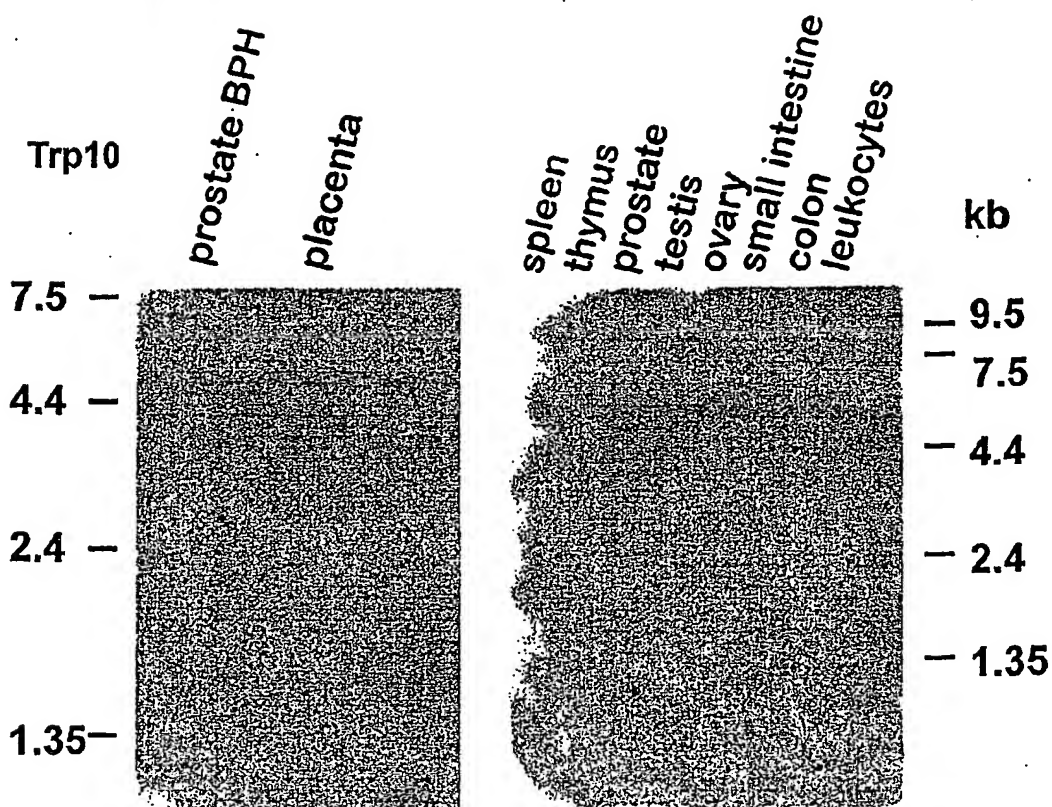 Trp10
prostate BPH
placenta
spleen
thymus
prostate
testis
ovary
small intestine
colon
leukocytes
kb
7.5
4.4
2.4
1.35
9.5
7.5
4.4
2.4
1.35